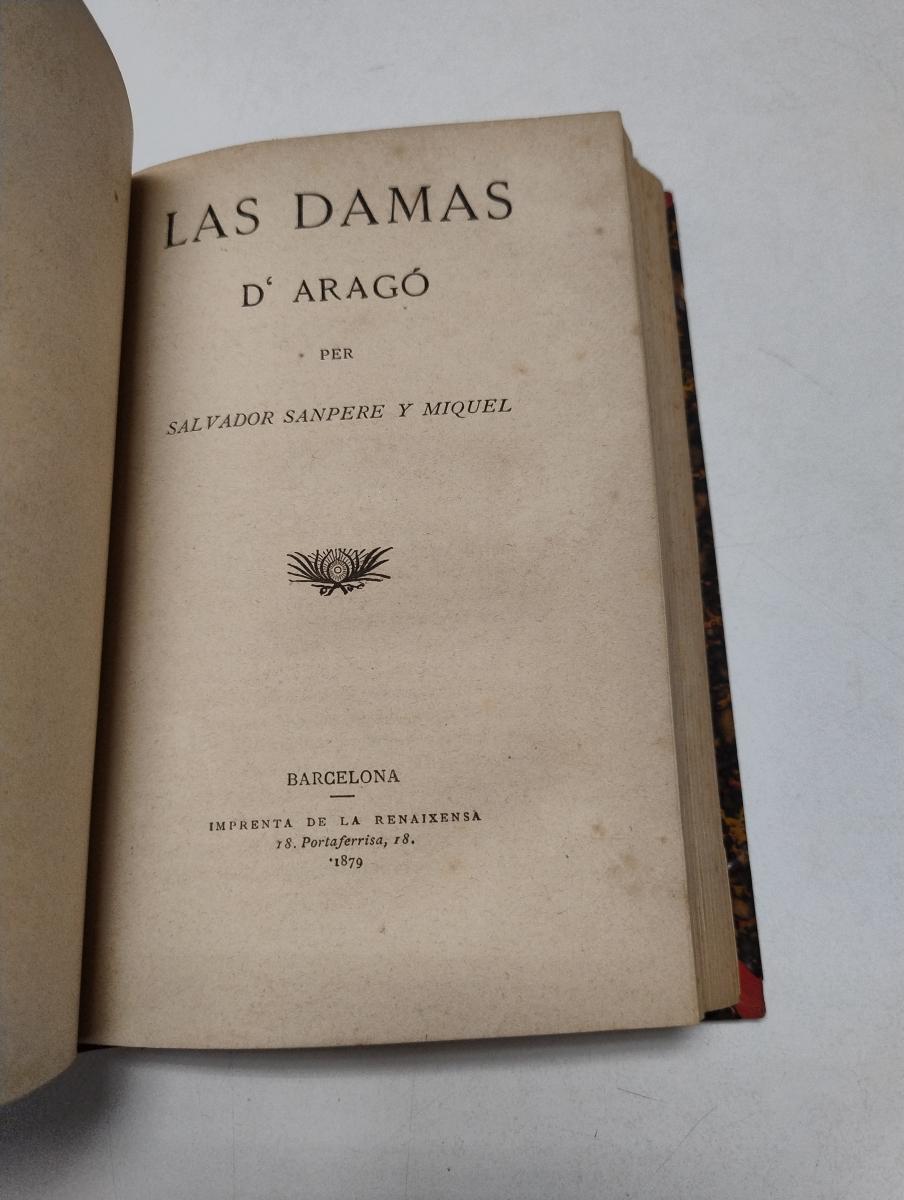 LAS DAMAS
D‘ ARAGÓ
PER
SALVADOR SANPERE Y MIQUEL
BARCELONA
IMPRENTA DE LA RENAIXENSA
18. Portaferrisa, 18.
1879